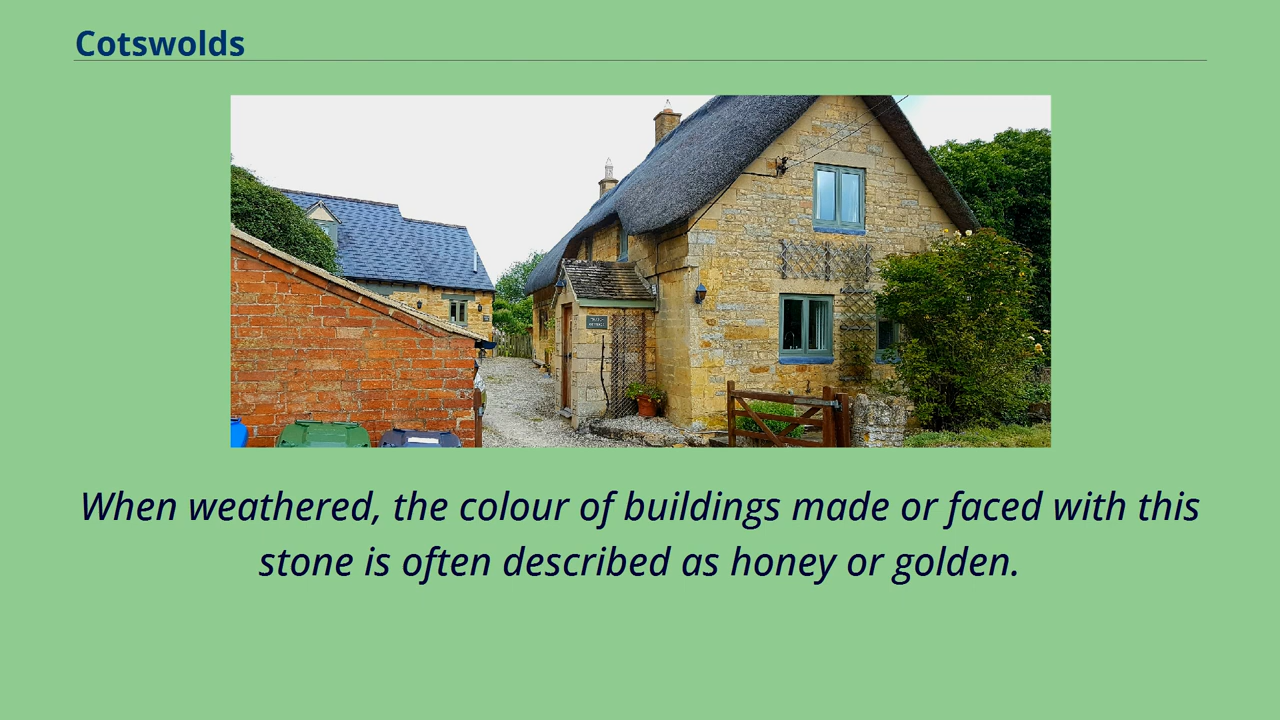 Cotswolds
When weathered, the colour of buildings made or faced with this
stone is often described as honey or golden.